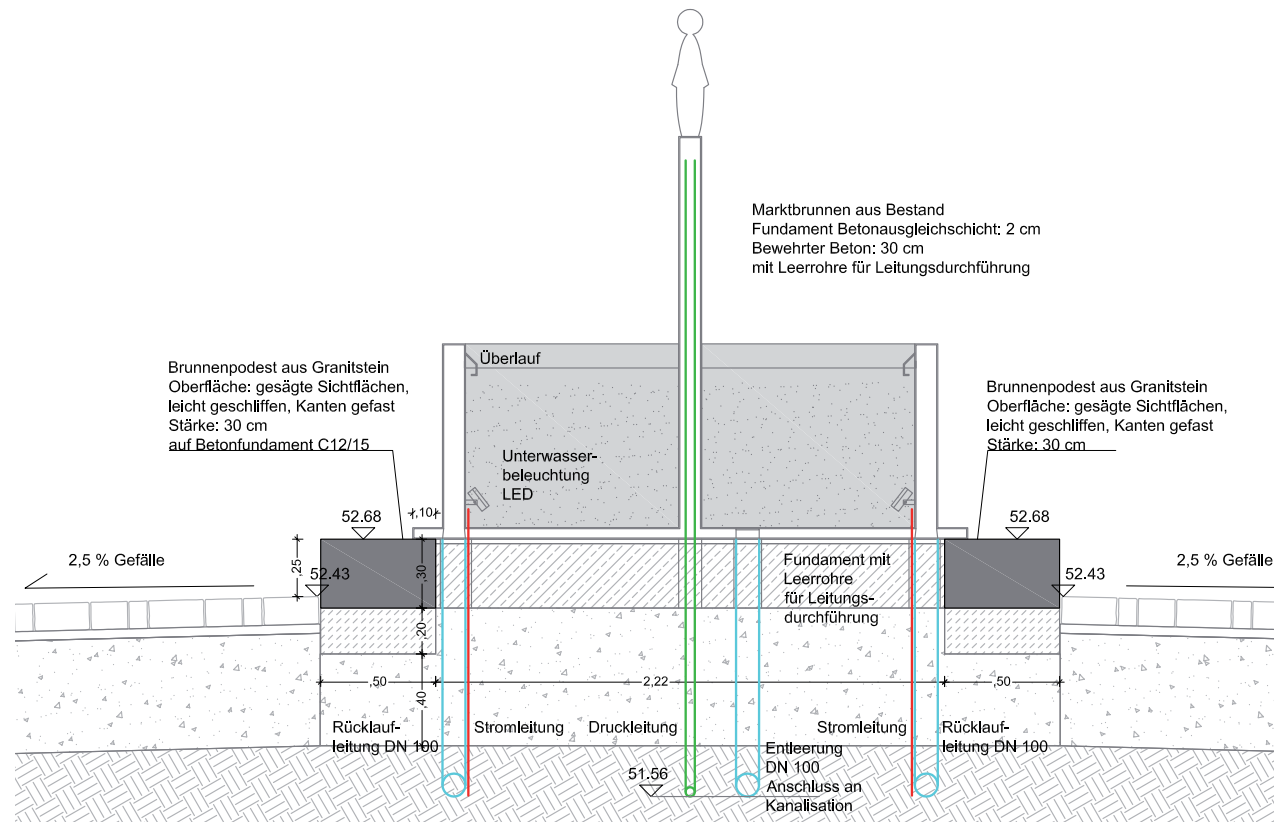 Marktbrunnen aus Bestand
Fundament Betonausgleichschicht: 2 cm
Bewehrter Beton: 30 cm
mit Leerrohre für Leitungsdurchführung
Überlauf
Brunnenpodest aus Granitstein
Oberfläche: gesägte Sichtflächen,
leicht geschliffen, Kanten gefast
Stärke: 30 cm
auf Betonfundament C12/15
Brunnenpodest aus Granitstein
Oberfläche: gesägte Sichtflächen,
leicht geschliffen, Kanten gefast
Stärke: 30 cm
Unterwasser-
beleuchtung
LED
,10
52.68
52.68
2,5 % Gefälle
,25
52.43
,30
Fundament mit
Leerrohre
für Leitungs-
durchführung
52.43
2,5 % Gefälle
,20
,50
,40
2,22
,50
Rücklauf-
leitung DN 100
Stromleitung
Druckleitung
Stromleitung
Rücklauf-
leitung DN 100
51.56
Entleerung
DN 100
Anschluss an
Kanalisation